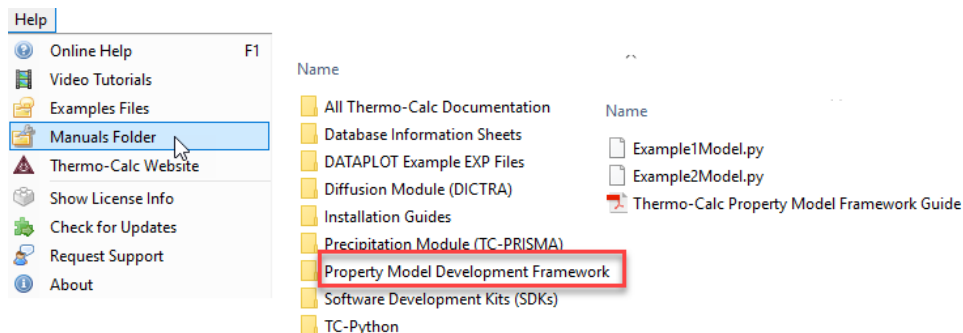 Help
Online Help F1
Video Tutorials
Examples Files
Manuals Folder
Thermo-Calc Website
Show License Info
Check for Updates
Request Support
About
Name
All Thermo-Calc Documentation
Database Information Sheets
DATAPLOT Example EXP Files
Diffusion Module (DICTRA)
Installation Guides
Precipitation Module (TC-PRISMA)
Property Model Development Framework
Software Development Kits (SDKs)
TC-Python
Name
Example1Model.py
Example2Model.py
Thermo-Calc Property Model Framework Guide